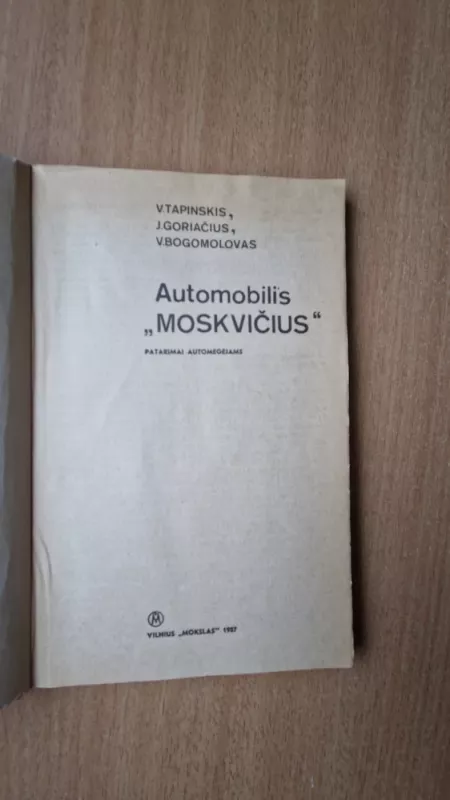 V.TAPINSKIS,
J.GORIAČIUS,
V.BOGOMOLOVAS
Automobilis
„MOSKVIČIUS“
PATARIMAI AUTOMĖGĖJAMS
M
VILNIUS „MOKSLAS“ 1987